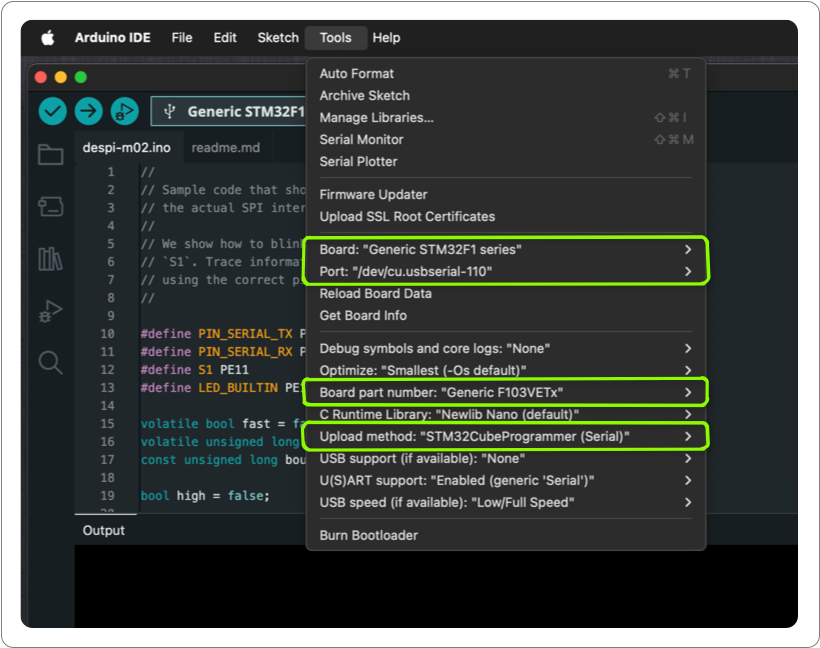 Arduino IDE File Edit Sketch Tools Help
Generic STM32F1
despi-m02.ino readme.md
1 //
2 // Sample code that sho
3 // the actual SPI inter
4 //
5 // We show how to blin
6 // `S1`. Trace informat
7 // using the correct p
8 //
9
10 #define PIN_SERIAL_TX P
11 #define PIN_SERIAL_RX P
12 #define S1 PE11
13 #define LED_BUILTIN PE
14
15 volatile bool fast = fa
16 volatile unsigned long
17 const unsigned long bou
18
19 bool high = false;
20
Output
Auto Format ⌘ T
Archive Sketch
Manage Libraries... ⇧ ⌘ I
Serial Monitor ⇧ ⌘ M
Serial Plotter
Firmware Updater
Upload SSL Root Certificates
Board: "Generic STM32F1 series"
Port: "/dev/cu.usbserial-110"
Reload Board Data
Get Board Info
Debug symbols and core logs: "None"
Optimize: "Smallest (-Os default)"
Board part number: "Generic F103VETx"
C Runtime Library: "Newlib Nano (default)"
Upload method: "STM32CubeProgrammer (Serial)"
USB support (if available): "None"
U(S)ART support: "Enabled (generic 'Serial')"
USB speed (if available): "Low/Full Speed"
Burn Bootloader